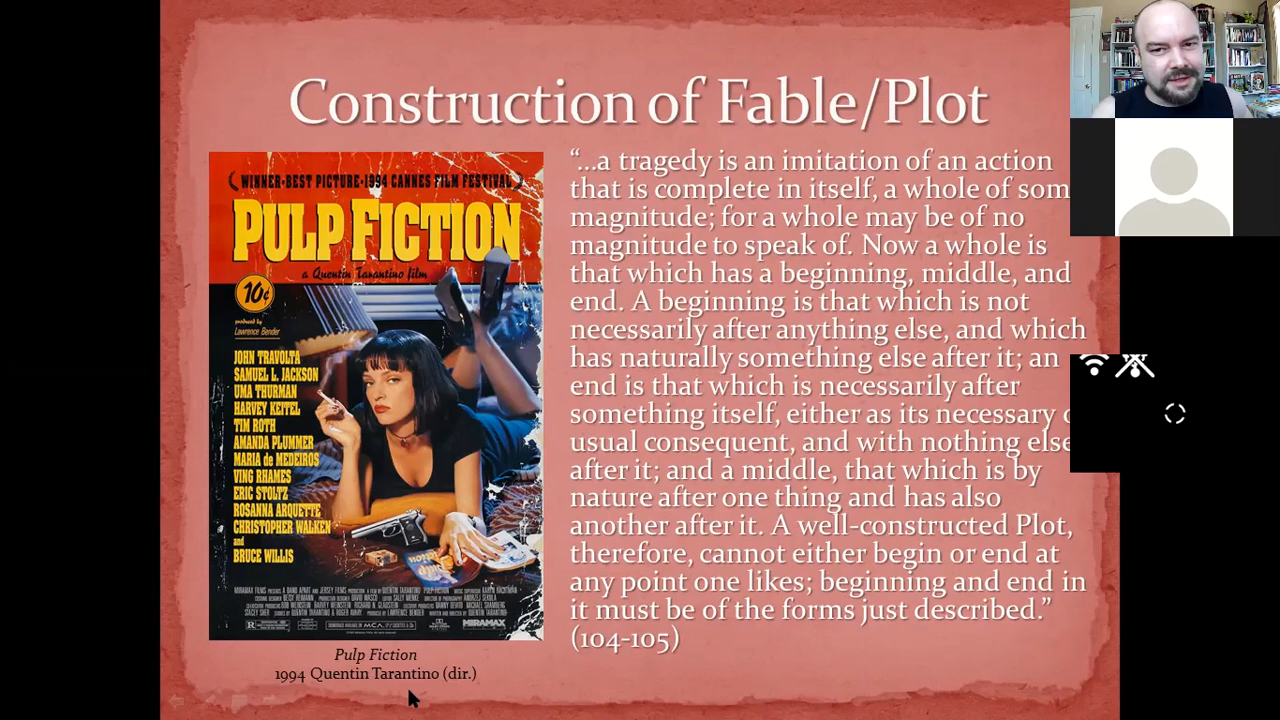 Construction of Fable/Plot
WINNER-BEST PICTURE-1994 CANNES FILM FESTIVAL
PULP FICTION
a Quentin Tarantino film
10¢
produced by
Lawrence Bender
JOHN TRAVOLTA
SAMUEL L. JACKSON
UMA THURMAN
HARVEY KEITEL
TIM ROTH
AMANDA PLUMMER
MARIA de MEDEIROS
VING RHAMES
ERIC STOLTZ
ROSANNA ARQUETTE
CHRISTOPHER WALKEN
and
BRUCE WILLIS
R
MCA
MIRAMAX
Pulp Fiction
1994 Quentin Tarantino (dir.)
“…a tragedy is an imitation of an action
that is complete in itself, a whole of som
magnitude; for a whole may be of no
magnitude to speak of. Now a whole is
that which has a beginning, middle, and
end. A beginning is that which is not
necessarily after anything else, and which
has naturally something else after it; an
end is that which is necessarily after
something itself, either as its necessary
usual consequent, and with nothing else
after it; and a middle, that which is by
nature after one thing and has also
another after it. A well-constructed Plot,
therefore, cannot either begin or end at
any point one likes; beginning and end in
it must be of the forms just described.”
(104-105)